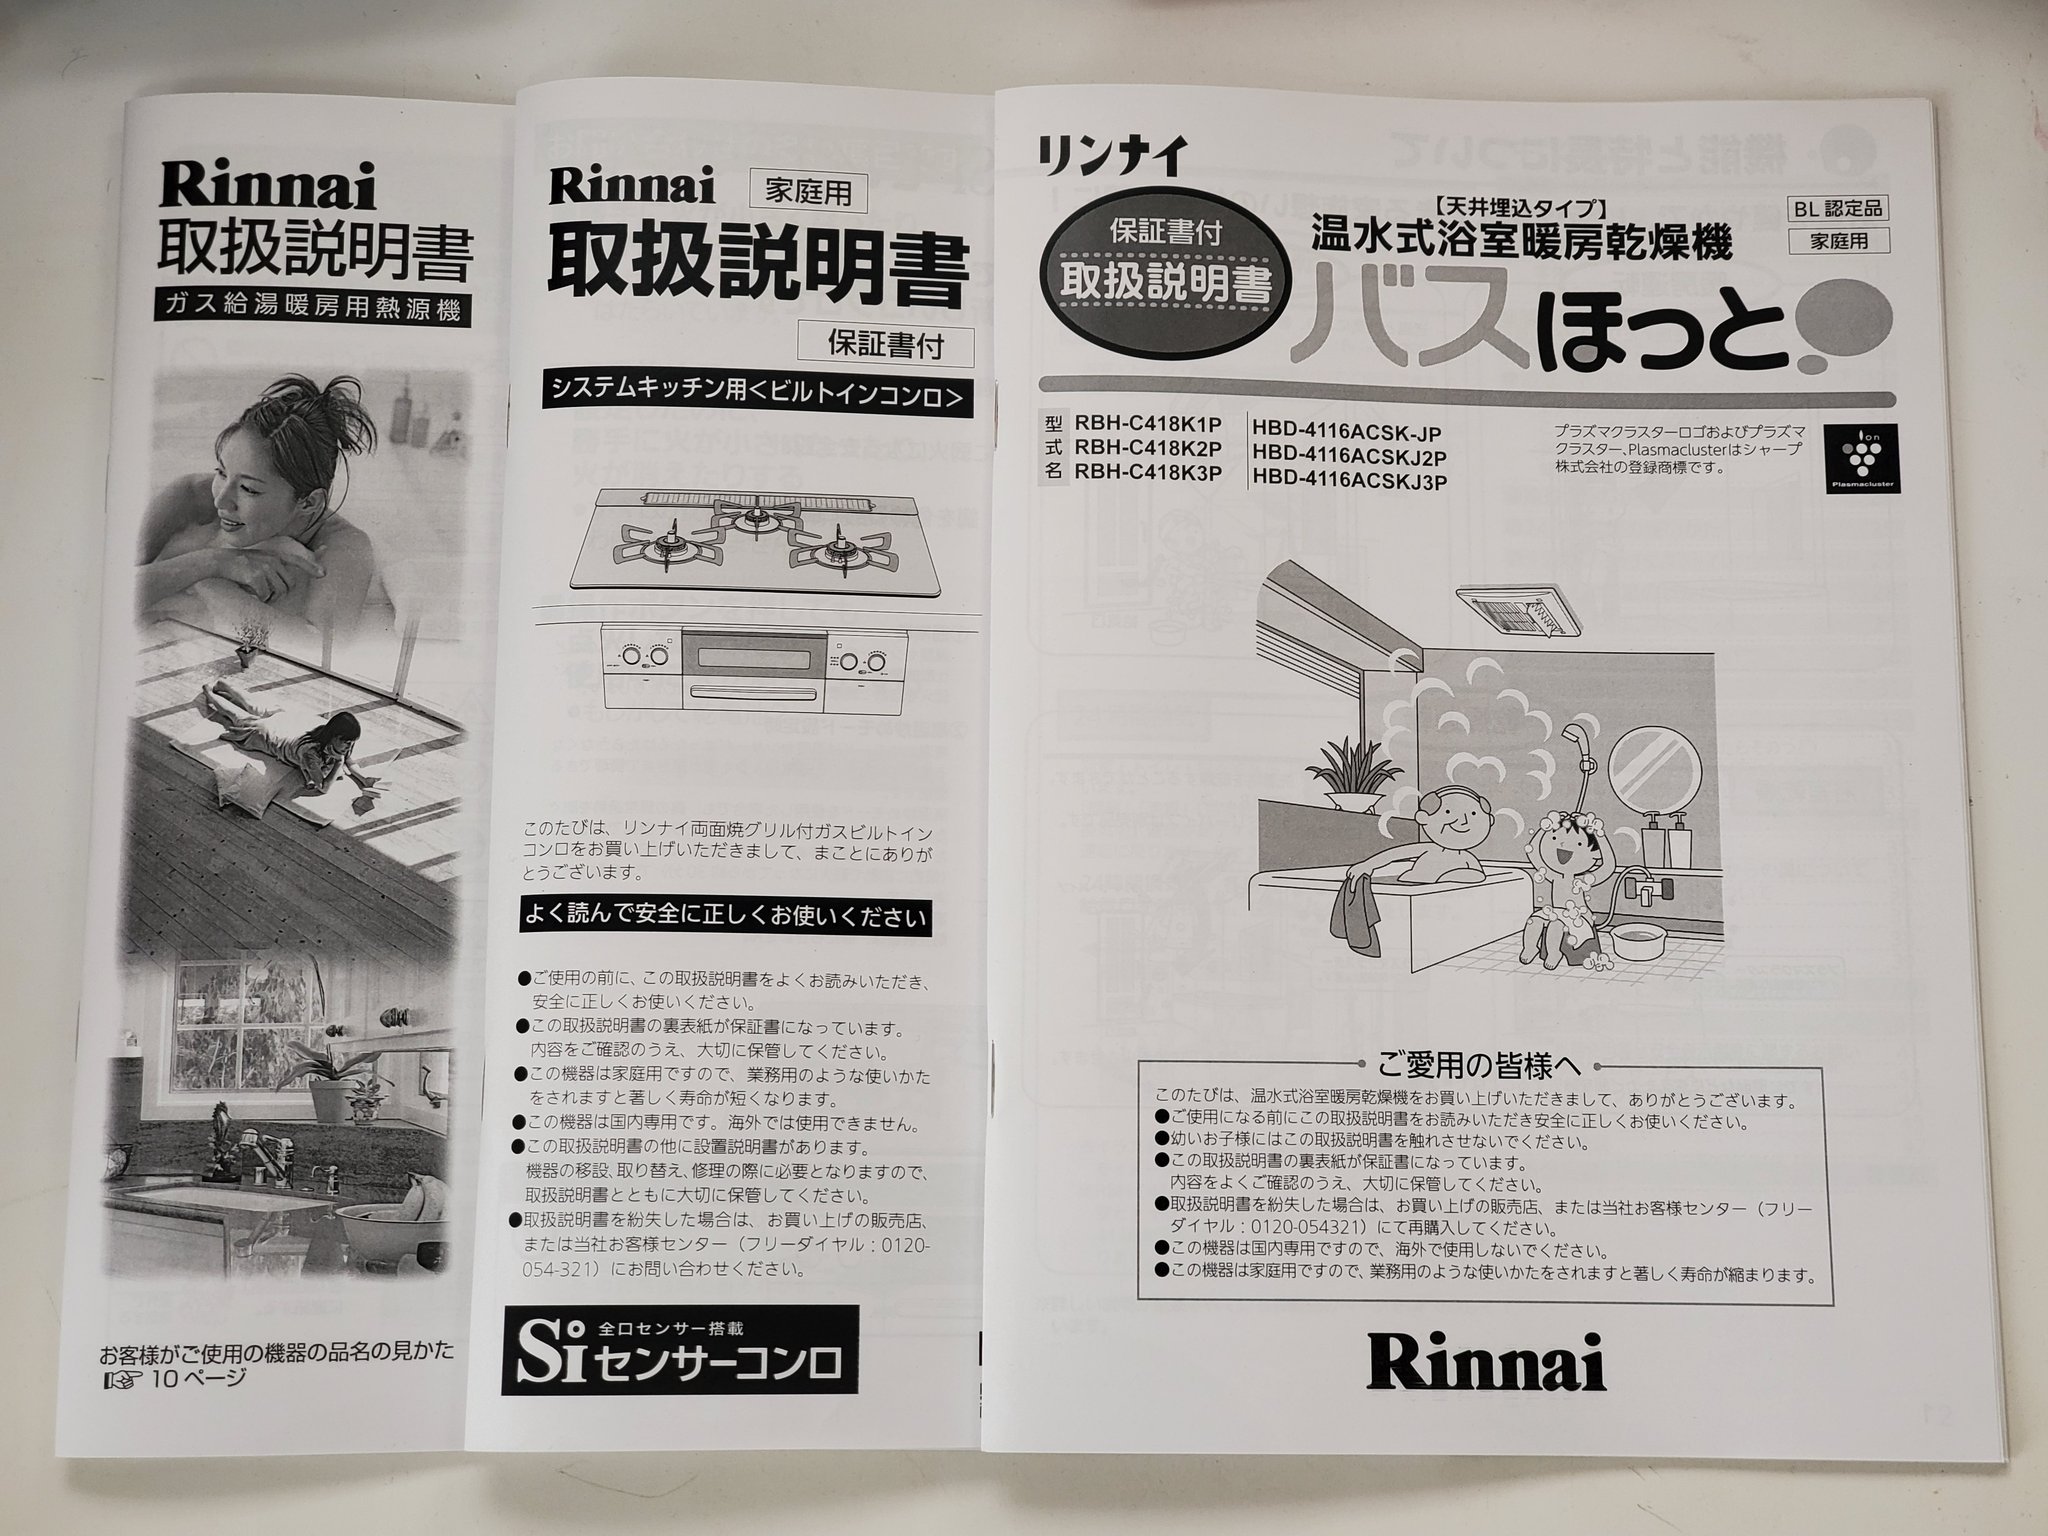 Rinnai
取扱説明書
ガス給湯暖房用熱源機
お客様がご使用の機器の品名の見かた
☞ 10 ページ
Rinnai 家庭用
取扱説明書
保証書付
システムキッチン用<ビルトインコンロ>
このたびは、リンナイ両面焼グリル付ガスビルトイン
コンロをお買い上げいただきまして、まことにありが
とうございます。
よく読んで安全に正しくお使いください
●ご使用の前に、この取扱説明書をよくお読みいただき、
安全に正しくお使いください。
●この取扱説明書の裏表紙が保証書になっています。
内容をご確認のうえ、大切に保管してください。
●この機器は家庭用ですので、業務用のような使いかた
をされますと著しく寿命が短くなります。
●この機器は国内専用です。海外では使用できません。
●この取扱説明書の他に設置説明書があります。
機器の移設、取り替え、修理の際に必要となりますので、
取扱説明書とともに大切に保管してください。
●取扱説明書を紛失した場合は、お買い上げの販売店、
または当社お客様センター（フリーダイヤル：0120-
054-321）にお問い合わせください。
全口センサー搭載
Siセンサーコンロ
リンナイ
保証書付
取扱説明書
【天井埋込タイプ】
温水式浴室暖房乾燥機
バスほっと
BL 認定品
家庭用
型式名
RBH-C418K1P HBD-4116ACSK-JP
RBH-C418K2P HBD-4116ACSKJ2P
RBH-C418K3P HBD-4116ACSKJ3P
プラズマクラスターロゴおよびプラズマ
クラスター、Plasmaclusterはシャープ
株式会社の登録商標です。
ion
Plasmacluster
ご愛用の皆様へ
このたびは、温水式浴室暖房乾燥機をお買い上げいただきまして、ありがとうございます。
●ご使用になる前にこの取扱説明書をお読みいただき安全に正しくお使いください。
●幼いお子様にはこの取扱説明書を触れさせないでください。
●この取扱説明書の裏表紙が保証書になっています。
内容をよくご確認のうえ、大切に保管してください。
●取扱説明書を紛失した場合は、お買い上げの販売店、または当社お客様センター（フリー
ダイヤル：0120-054321）にて再購入してください。
●この機器は国内専用ですので、海外で使用しないでください。
●この機器は家庭用ですので、業務用のような使いかたをされますと著しく寿命が縮まります。
Rinnai